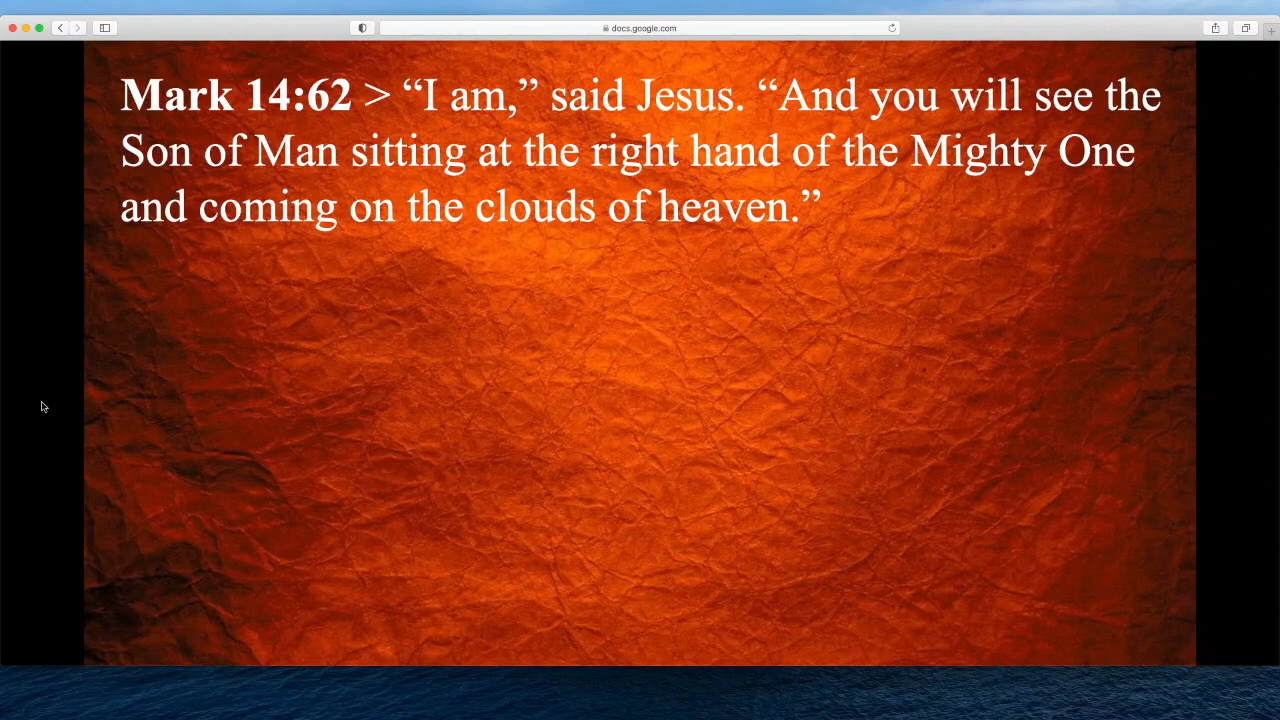 docs.google.com
Mark 14:62 > “I am,” said Jesus. “And you will see the
Son of Man sitting at the right hand of the Mighty One
and coming on the clouds of heaven.”